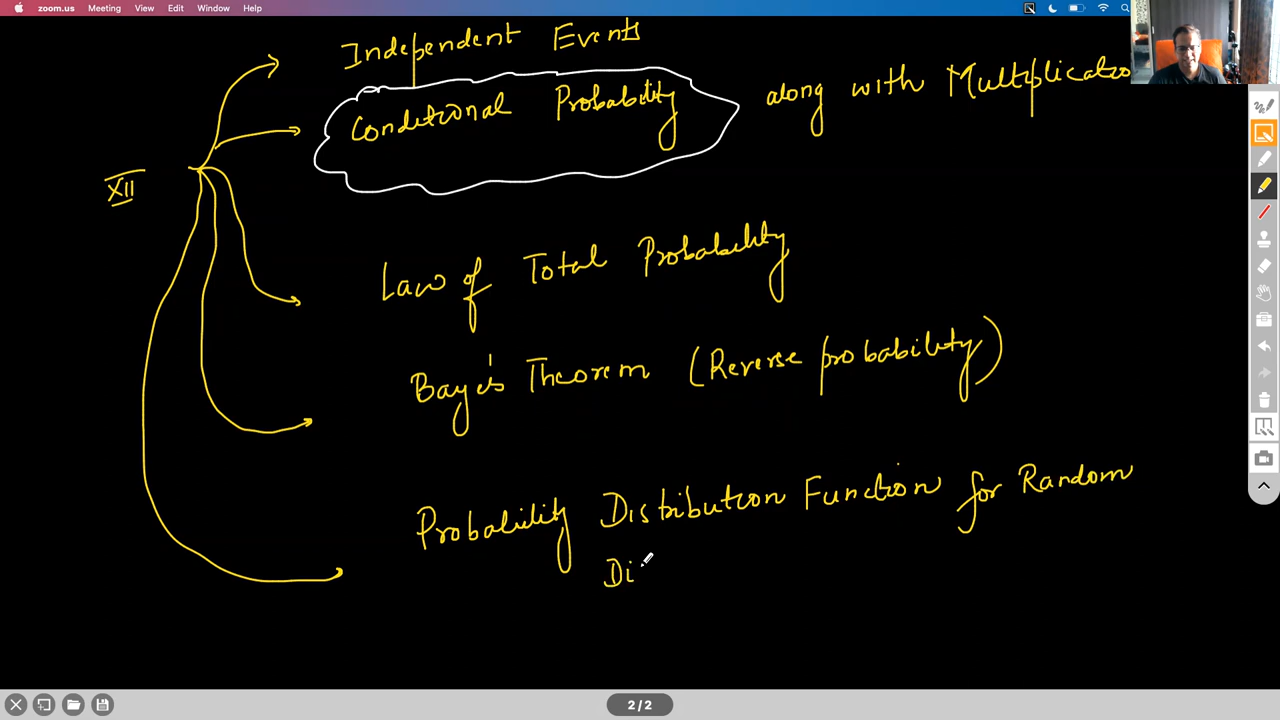 zoom.us Meeting View Edit Window Help
Independent Events
Conditional Probability along with Multiplicatio
XII
Law of Total Probability
Baye's Theorem (Reverse probability)
Probability Distribution Function for Random
Di
2/2